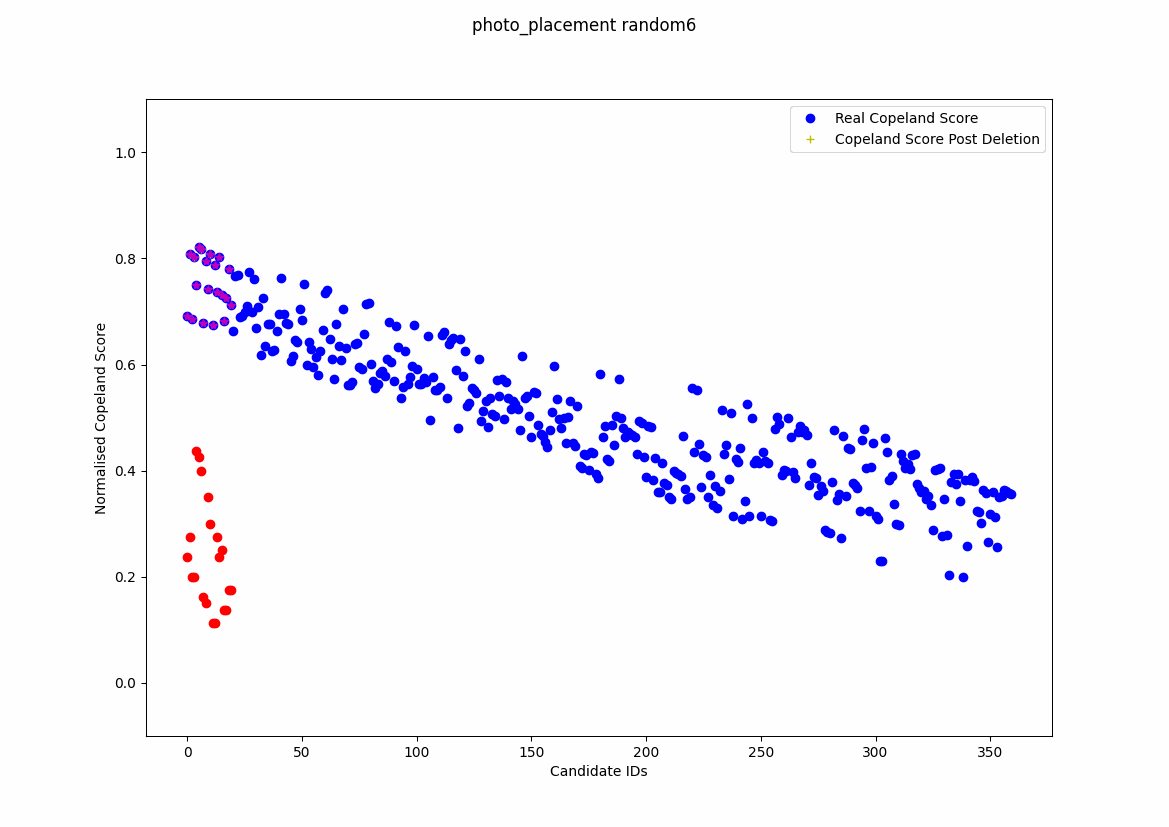 photo_placement random6
Real Copeland Score
Copeland Score Post Deletion
1.0
0.8
0.6
0.4
0.2
0.0
Normalised Copeland Score
0 50 100 150 200 250 300 350
Candidate IDs